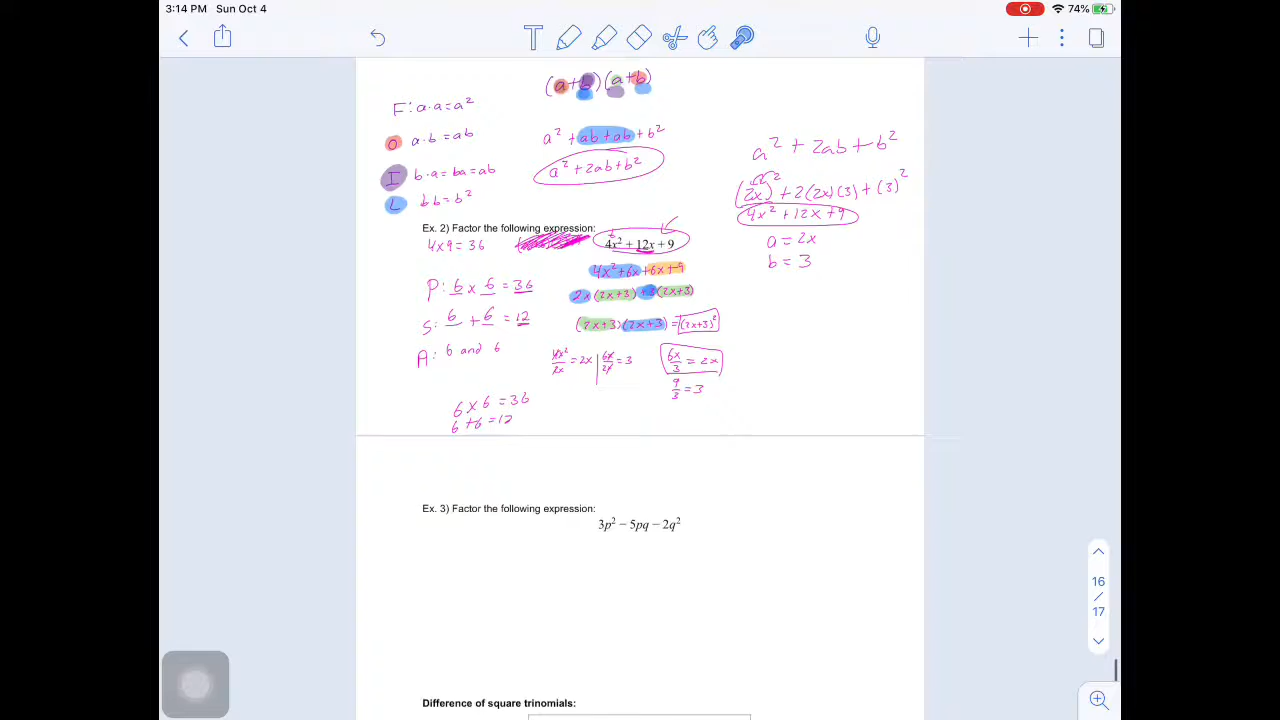 3:14 PM Sun Oct 4
74%
(a+b)(a+b)
F: a·a=a²
O a·b=ab
a²+ab+ab+b²
I b·a=ba=ab
a²+2ab+b²
L b·b=b²
a²+2ab+b²
(2x)²+2(2x)(3)+(3)²
4x²+12x+9
a=2x
b=3
Ex. 2) Factor the following expression:
4x9=36
4x² + 12x + 9
4x²+6x+6x+9
P: 6 x 6 = 36
2x(2x+3)+3(2x+3)
S: 6 + 6 = 12
(2x+3)(2x+3)=(2x+3)²
A: 6 and 6
4x²/2x=2x | 6x/2x=3
6x/3=2x
9/3=3
6x6=36
6+6=12
Ex. 3) Factor the following expression:
3p² − 5pq − 2q²
16
/
17
Difference of square trinomials: